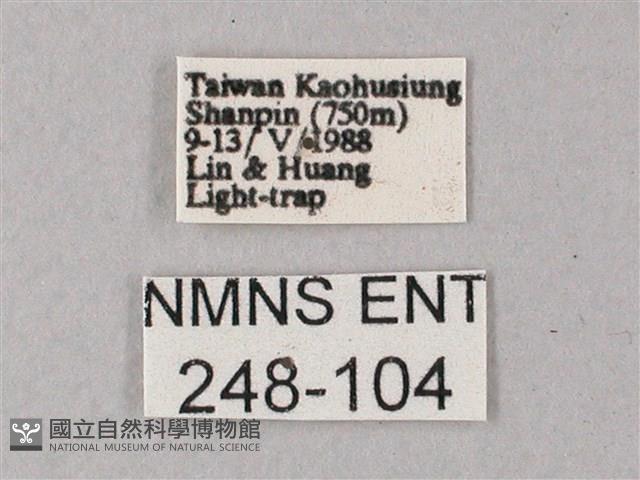 Taiwan Kaohusiung
Shanpin (750m)
9-13/ V/1988
Lin & Huang
Light-trap
NMNS ENT
248-104
國立自然科學博物館
NATIONAL MUSEUM OF NATURAL SCIENCE